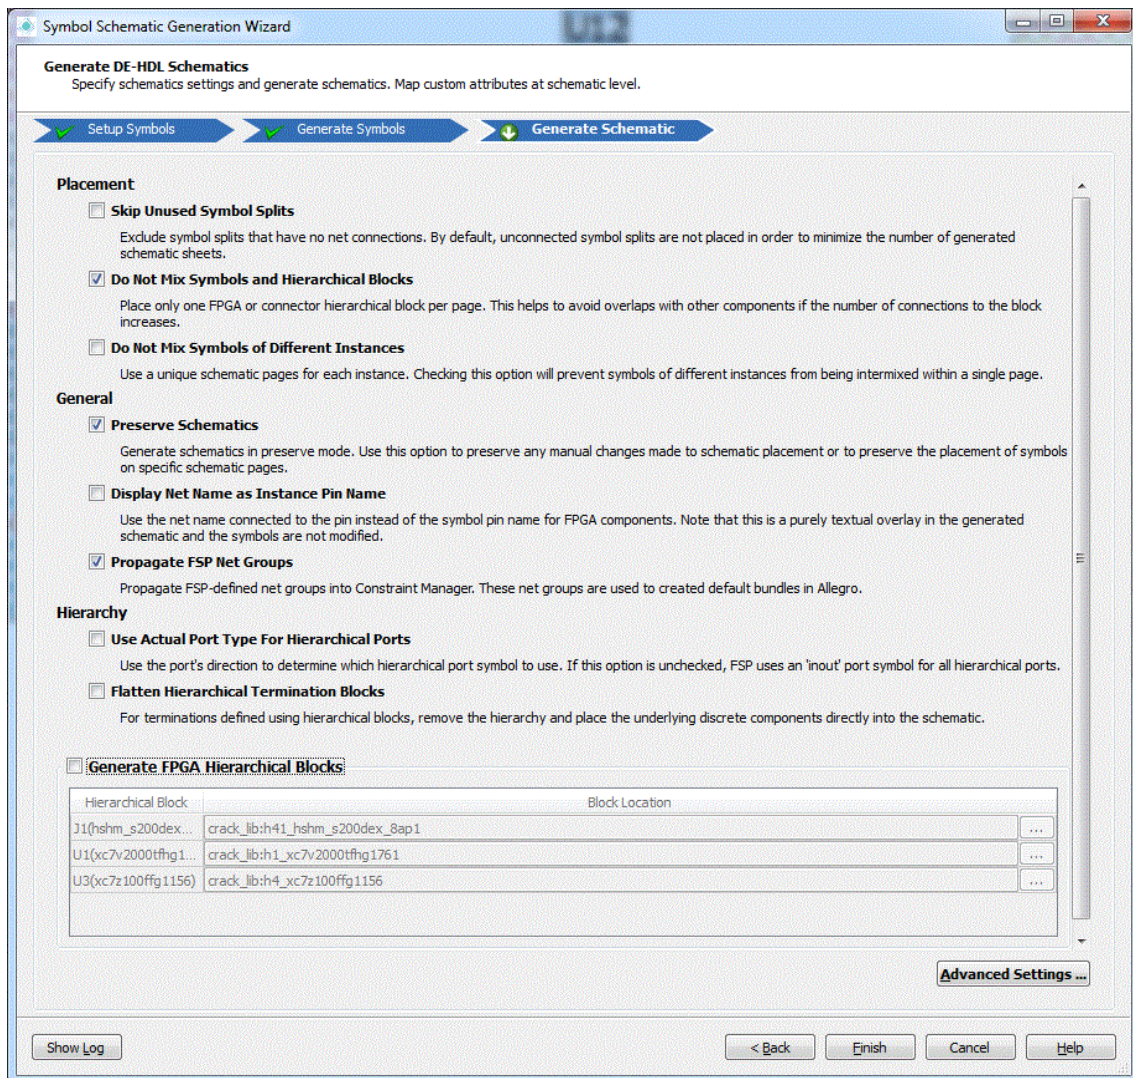 U12
Symbol Schematic Generation Wizard
Generate DE-HDL Schematics
Specify schematics settings and generate schematics. Map custom attributes at schematic level.
Setup Symbols
Generate Symbols
Generate Schematic
Placement
Skip Unused Symbol Splits
Exclude symbol splits that have no net connections. By default, unconnected symbol splits are not placed in order to minimize the number of generated
schematic sheets.
Do Not Mix Symbols and Hierarchical Blocks
Place only one FPGA or connector hierarchical block per page. This helps to avoid overlaps with other components if the number of connections to the block
increases.
Do Not Mix Symbols of Different Instances
Use a unique schematic pages for each instance. Checking this option will prevent symbols of different instances from being intermixed within a single page.
General
Preserve Schematics
Generate schematics in preserve mode. Use this option to preserve any manual changes made to schematic placement or to preserve the placement of symbols
on specific schematic pages.
Display Net Name as Instance Pin Name
Use the net name connected to the pin instead of the symbol pin name for FPGA components. Note that this is a purely textual overlay in the generated
schematic and the symbols are not modified.
Propagate FSP Net Groups
Propagate FSP-defined net groups into Constraint Manager. These net groups are used to created default bundles in Allegro.
Hierarchy
Use Actual Port Type For Hierarchical Ports
Use the port's direction to determine which hierarchical port symbol to use. If this option is unchecked, FSP uses an 'inout' port symbol for all hierarchical ports.
Flatten Hierarchical Termination Blocks
For terminations defined using hierarchical blocks, remove the hierarchy and place the underlying discrete components directly into the schematic.
Generate FPGA Hierarchical Blocks
Hierarchical Block Block Location
J1(hshm_s200dex... crack_lib:h41_hshm_s200dex_8ap1 ...
U1(xc7v2000tfhg1... crack_lib:h1_xc7v2000tfhg1761 ...
U3(xc7z100ffg1156) crack_lib:h4_xc7z100ffg1156 ...
Advanced Settings ...
Show Log
< Back
Finish
Cancel
Help